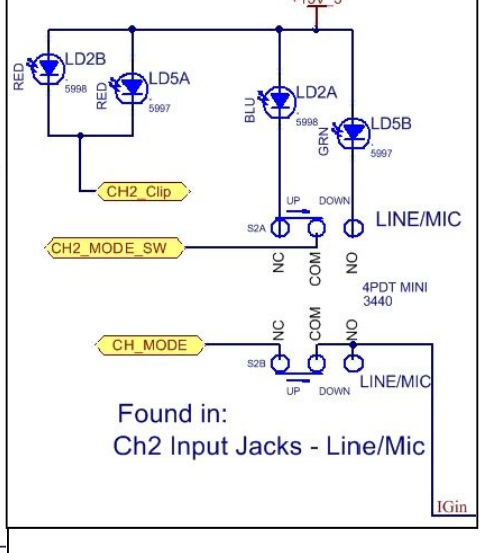 RED
LD2B
5998
RED
LD5A
5997
BLU
LD2A
5998
GRN
LD5B
5997
CH2_Clip
UP
DOWN
LINE/MIC
S2A
CH2_MODE_SW
NC
COM
NO
4PDT MINI
3440
NC
COM
NO
CH_MODE
S2B
LINE/MIC
UP
DOWN
Found in:
Ch2 Input Jacks - Line/Mic
IGin